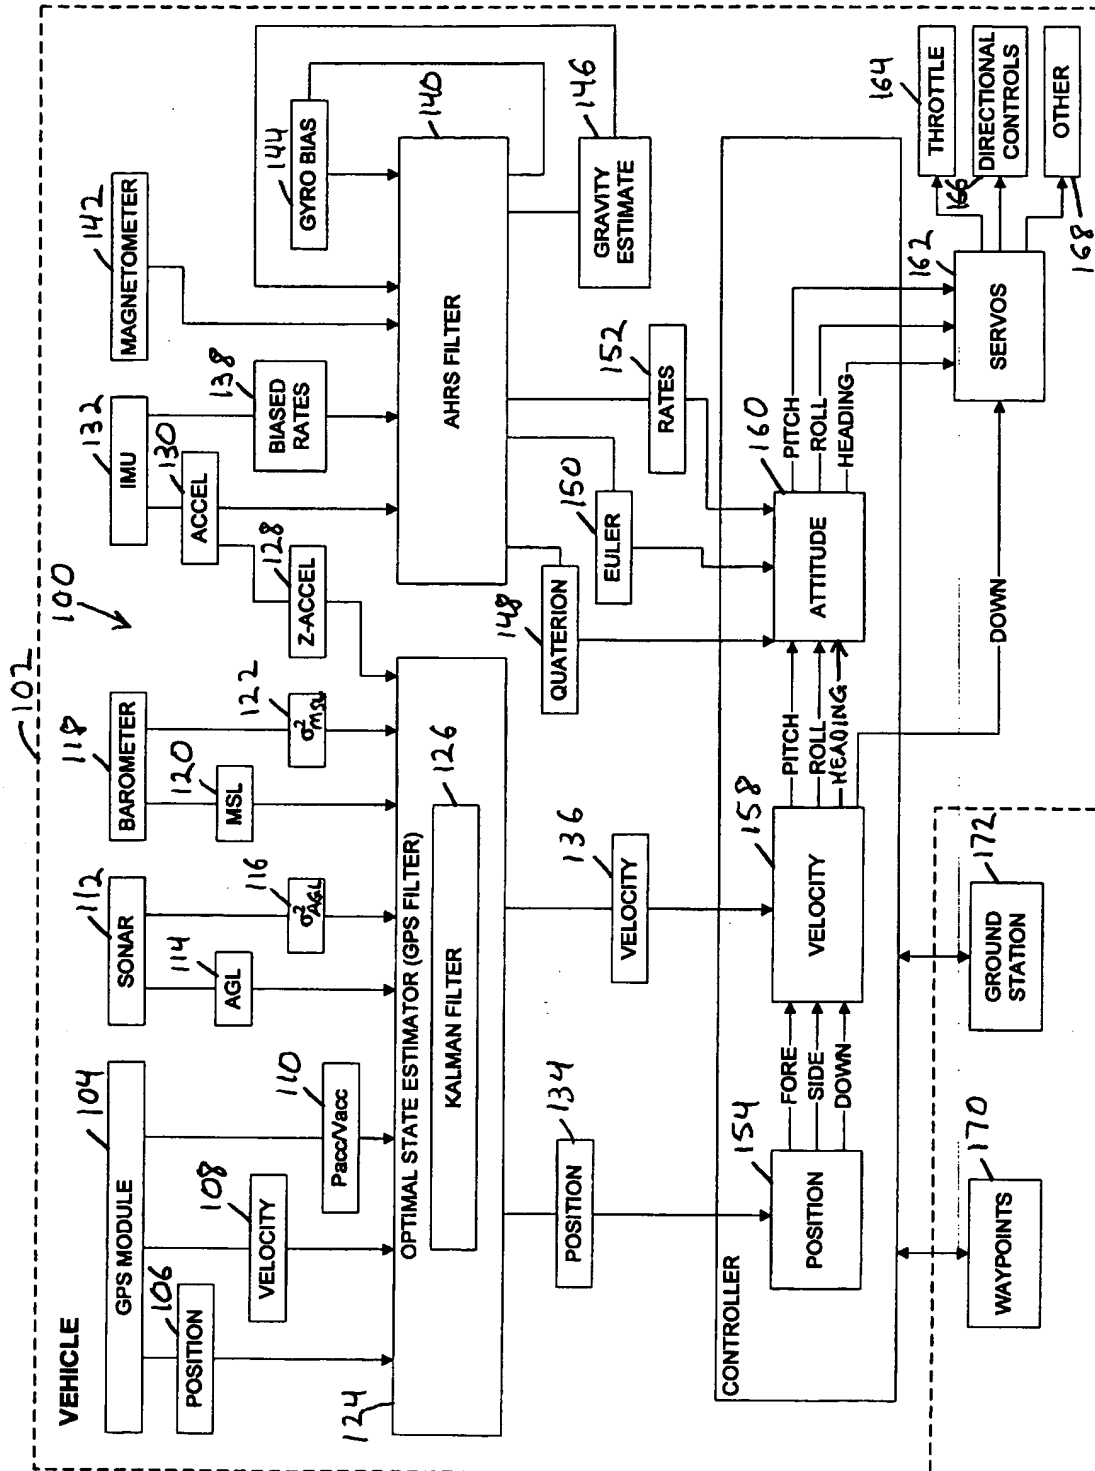 102
100
VEHICLE
104
GPS MODULE
112
SONAR
118
BAROMETER
132
IMU
142
MAGNETOMETER
106
POSITION
108
VELOCITY
110
Pacc/Vacc
114
AGL
116
σ²AGL
120
MSL
122
σ²MSL
130
ACCEL
128
Z-ACCEL
138
BIASED
RATES
144
GYRO BIAS
124
OPTIMAL STATE ESTIMATOR (GPS FILTER)
126
KALMAN FILTER
140
AHRS FILTER
146
GRAVITY
ESTIMATE
134
POSITION
136
VELOCITY
148
QUATERION
150
EULER
152
RATES
CONTROLLER
154
POSITION
FORE
SIDE
DOWN
158
VELOCITY
PITCH
ROLL
HEADING
160
ATTITUDE
PITCH
ROLL
HEADING
DOWN
162
SERVOS
164
THROTTLE
166
DIRECTIONAL
CONTROLS
168
OTHER
170
WAYPOINTS
172
GROUND
STATION